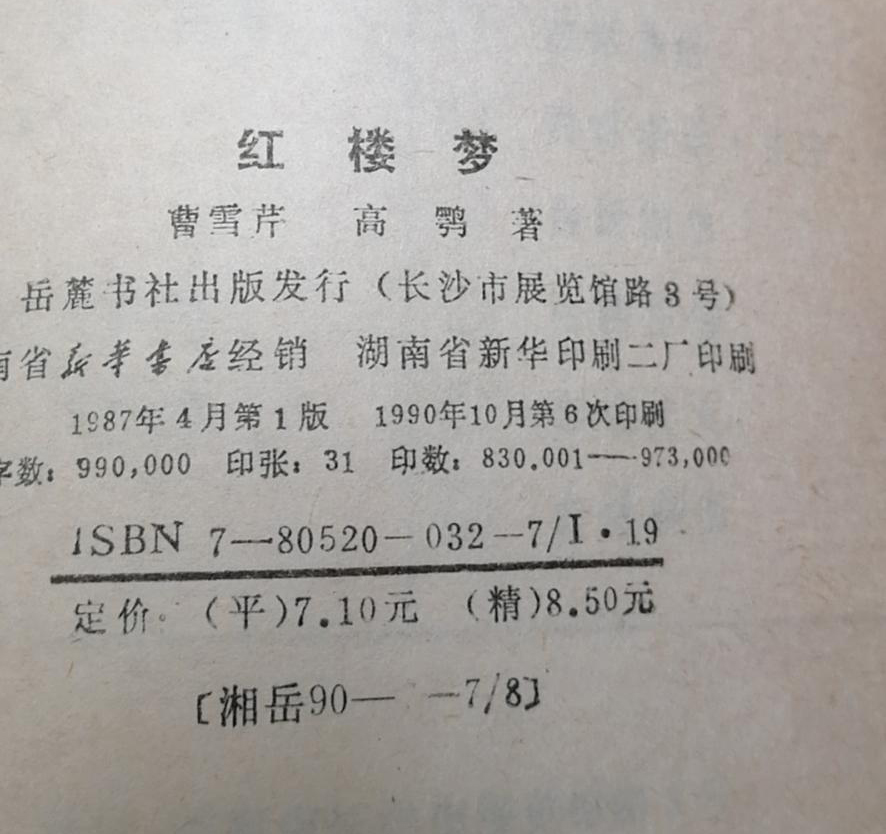 红 楼 梦
曹雪芹 高 鹗 著
岳麓书社出版发行（长沙市展览馆路3号）
南省新華書店经销 湖南省新华印刷二厂印刷
1987年4月第1版 1990年10月第6次印刷
字数：990,000 印张：31 印数：830.001——973,000
ISBN 7—80520—032—7/I·19
定价：（平）7.10元 （精）8.50元
〔湘岳90— —7/8〕